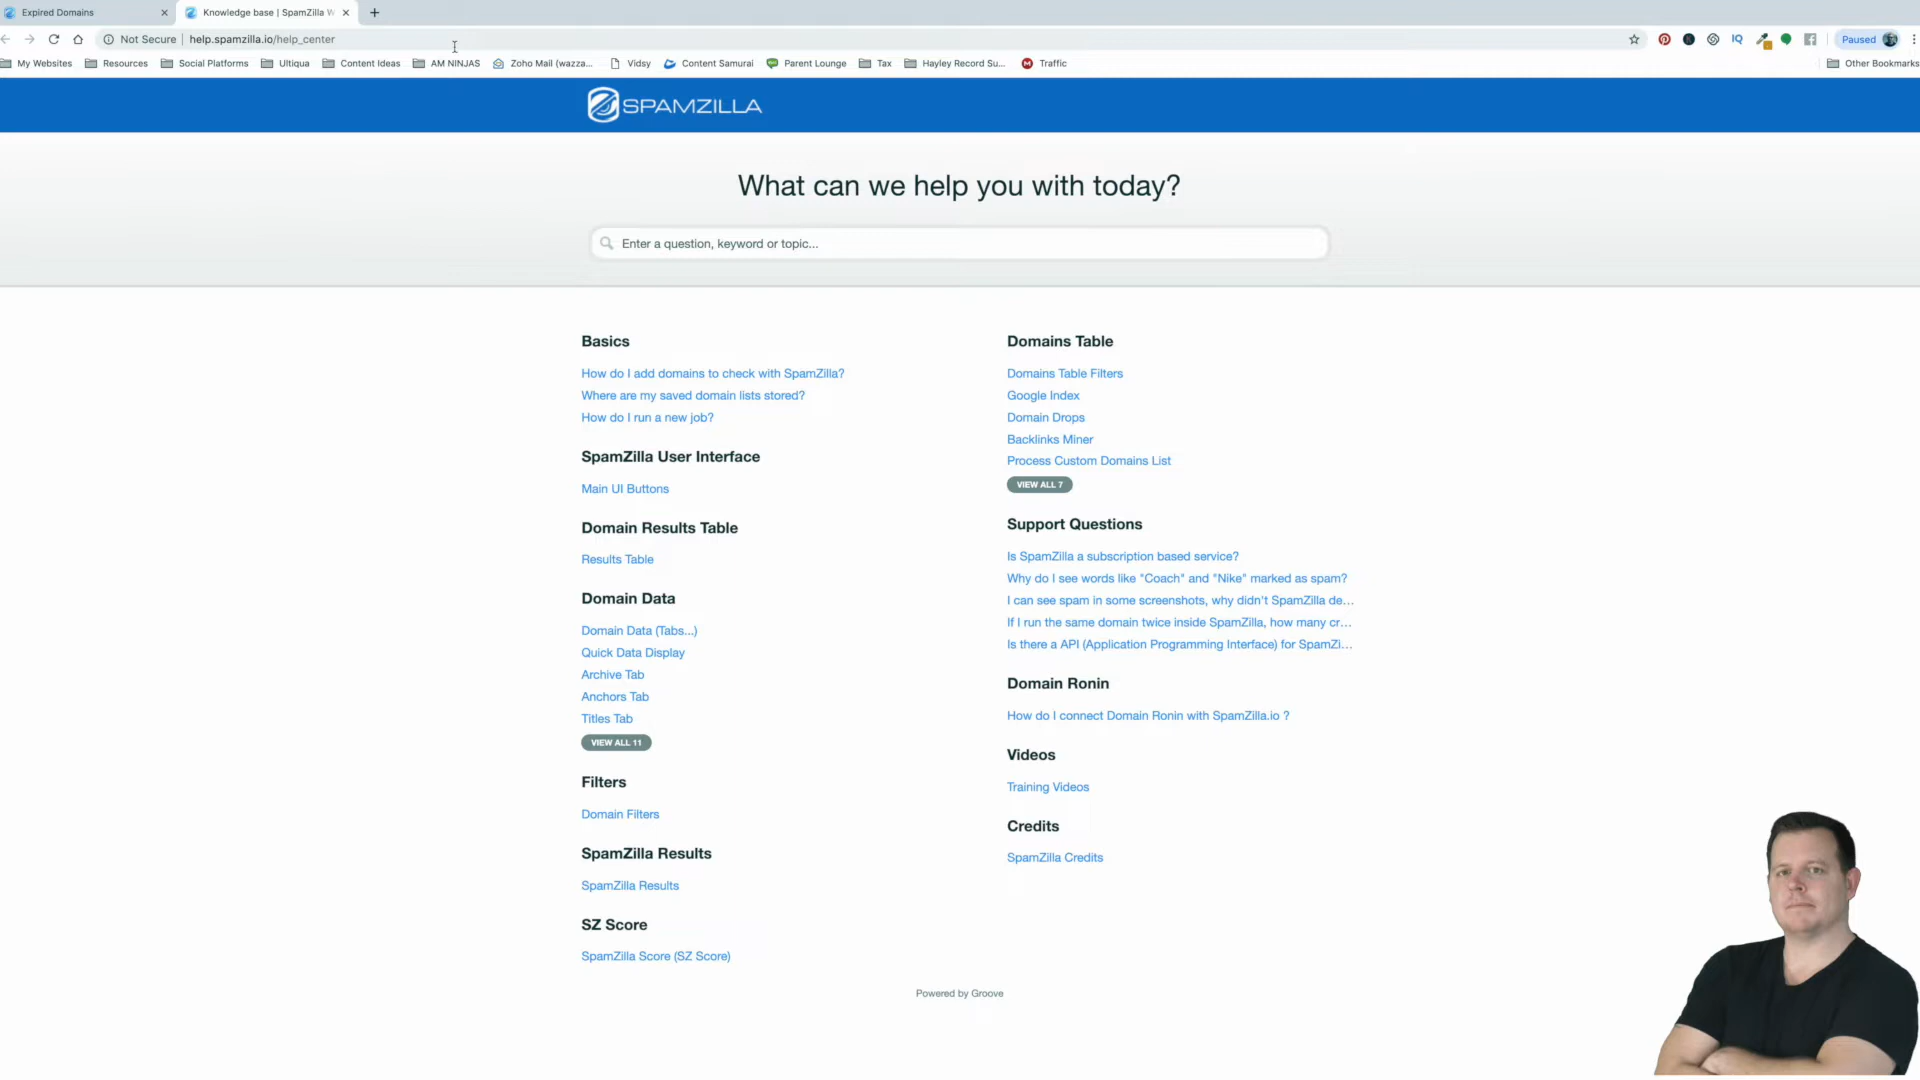 Expired Domains
Knowledge base | SpamZilla W
Not Secure | help.spamzilla.io/help_center
Paused
My Websites
Resources
Social Platforms
Ultiqua
Content Ideas
AM NINJAS
Zoho Mail (wazza...
Vidsy
Content Samurai
Parent Lounge
Tax
Hayley Record Su...
Traffic
Other Bookmarks
SPAMZILLA
What can we help you with today?
Enter a question, keyword or topic...
Basics
How do I add domains to check with SpamZilla?
Where are my saved domain lists stored?
How do I run a new job?
SpamZilla User Interface
Main UI Buttons
Domain Results Table
Results Table
Domain Data
Domain Data (Tabs...)
Quick Data Display
Archive Tab
Anchors Tab
Titles Tab
VIEW ALL 11
Filters
Domain Filters
SpamZilla Results
SpamZilla Results
SZ Score
SpamZilla Score (SZ Score)
Domains Table
Domains Table Filters
Google Index
Domain Drops
Backlinks Miner
Process Custom Domains List
VIEW ALL 7
Support Questions
Is SpamZilla a subscription based service?
Why do I see words like "Coach" and "Nike" marked as spam?
I can see spam in some screenshots, why didn't SpamZilla de...
If I run the same domain twice inside SpamZilla, how many cr...
Is there a API (Application Programming Interface) for SpamZi...
Domain Ronin
How do I connect Domain Ronin with SpamZilla.io ?
Videos
Training Videos
Credits
SpamZilla Credits
Powered by Groove